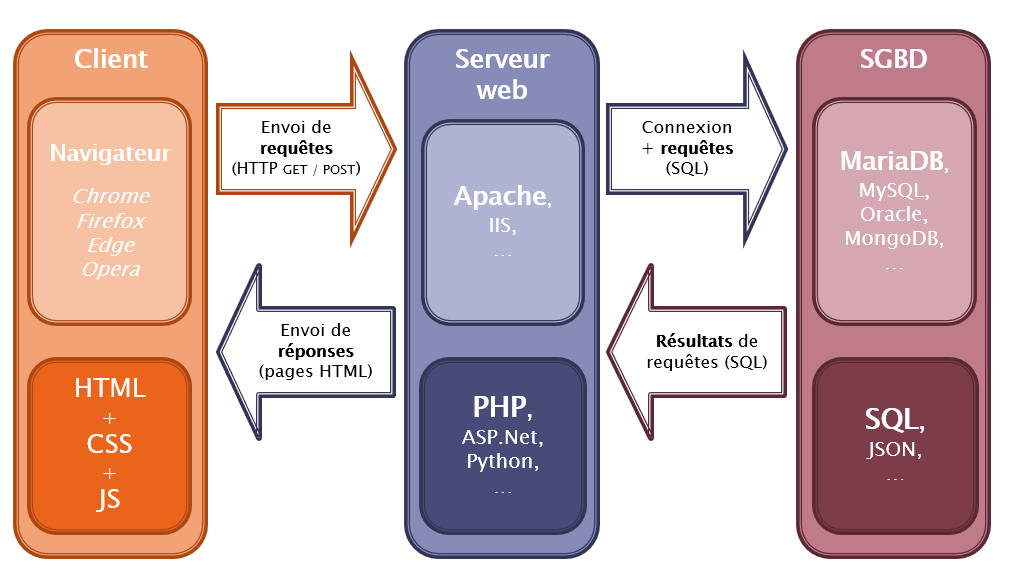 Client
Navigateur
Chrome
Firefox
Edge
Opera
HTML
+
CSS
+
JS
Envoi de
requêtes
(HTTP GET / POST)
Envoi de
réponses
(pages HTML)
Serveur
web
Apache,
IIS,
...
PHP,
ASP.Net,
Python,
...
Connexion
+ requêtes
(SQL)
Résultats de
requêtes (SQL)
SGBD
MariaDB,
MySQL,
Oracle,
MongoDB,
...
SQL,
JSON,
...